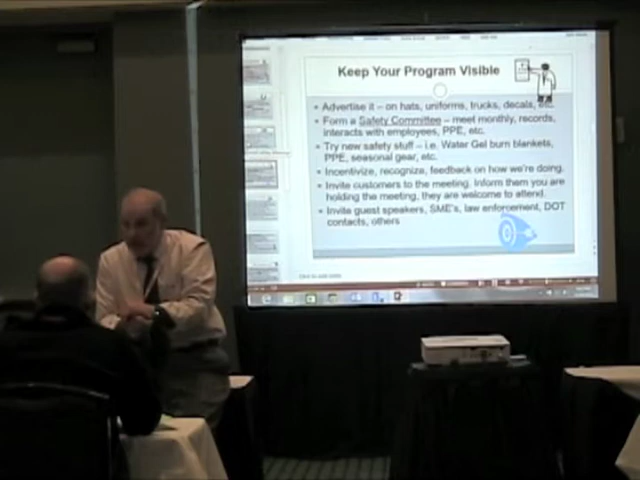 Keep Your Program Visible
Advertise it – on hats, uniforms, trucks, decals, etc.
Form a Safety Committee – meet monthly, records,
interacts with employees, PPE, etc.
Try new safety stuff – i.e. Water Gel burn blankets,
PPE, seasonal gear, etc.
Incentivize, recognize, feedback on how we're doing.
Invite customers to the meeting. Inform them you are
holding the meeting, they are welcome to attend.
Invite guest speakers, SME's, law enforcement, DOT
contacts, others